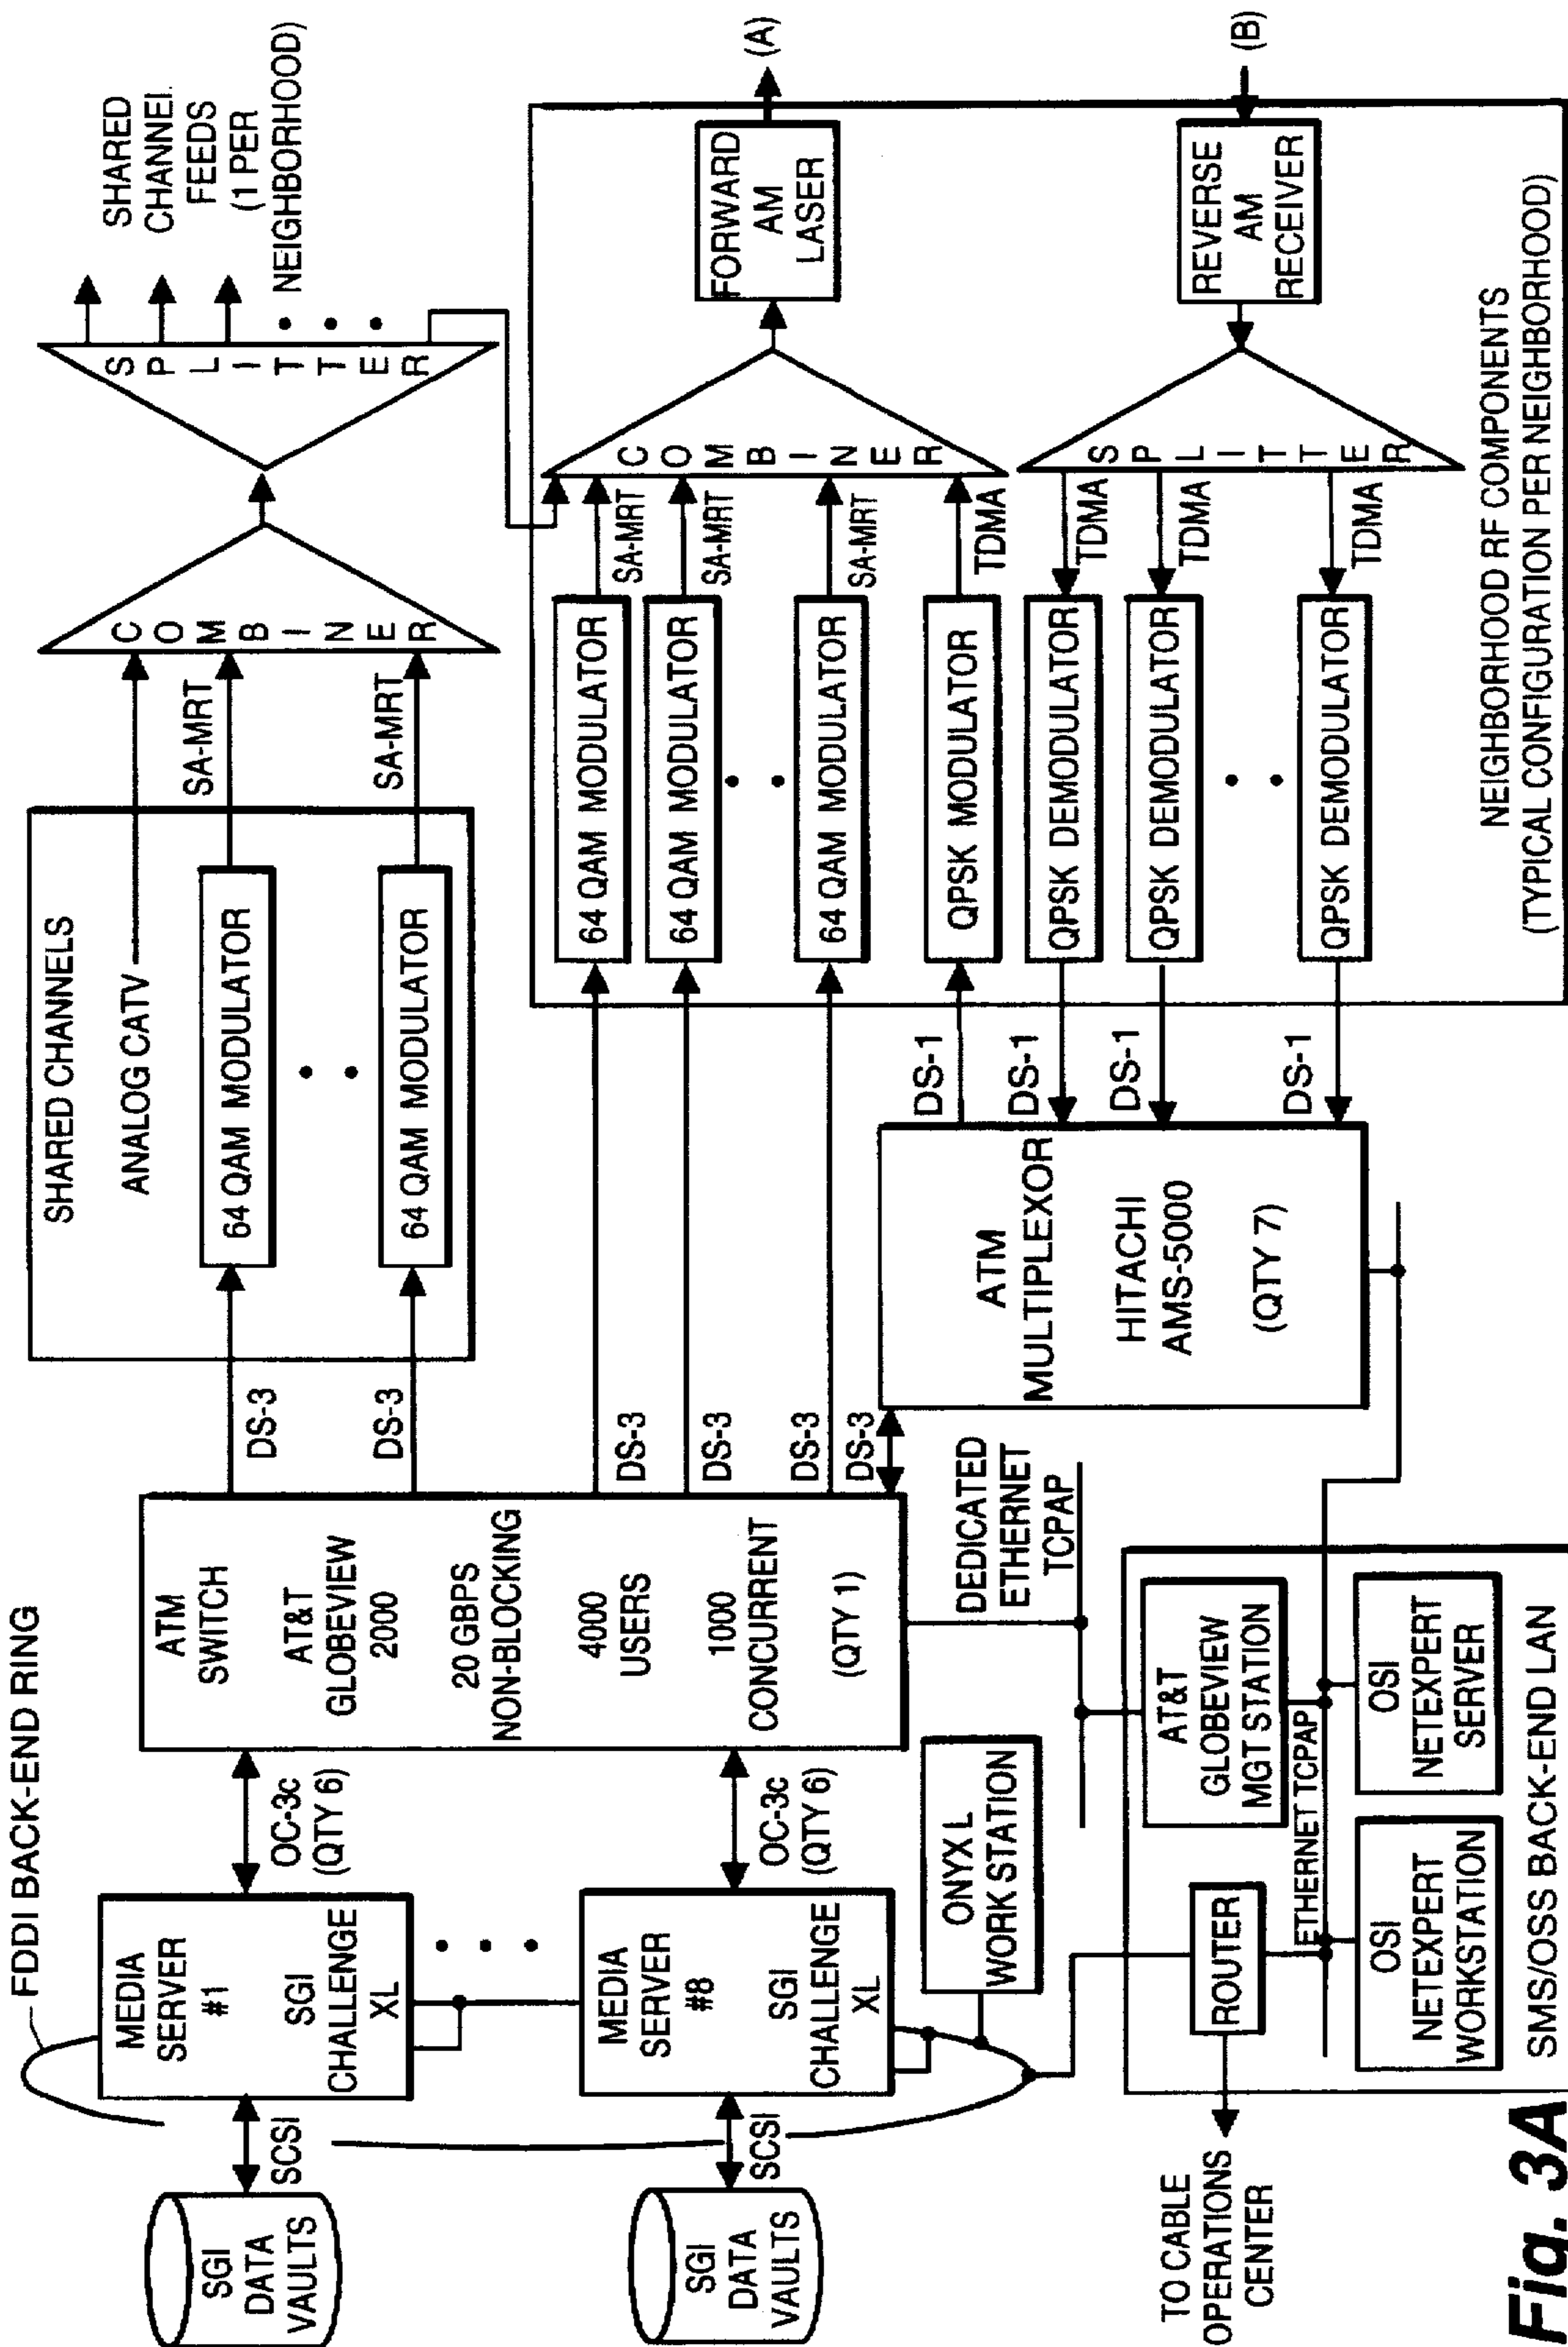 FDDI BACK-END RING
SGI
DATA
VAULTS
SCSI
MEDIA
SERVER
#1
SGI
CHALLENGE
XL
OC-3c
(QTY 6)
SGI
DATA
VAULTS
SCSI
MEDIA
SERVER
#8
SGI
CHALLENGE
XL
OC-3c
(QTY 6)
ATM
SWITCH
AT&T
GLOBEVIEW
2000
20 GBPS
NON-BLOCKING
4000
USERS
1000
CONCURRENT
(QTY 1)
DS-3
DS-3
SHARED CHANNELS
ANALOG CATV
64 QAM MODULATOR
64 QAM MODULATOR
SA-MRT
SA-MRT
COMBINER
SPLITTER
SHARED
CHANNEL
FEEDS
(1 PER
NEIGHBORHOOD)
DS-3
DS-3
DS-3
DS-3
64 QAM MODULATOR
64 QAM MODULATOR
64 QAM MODULATOR
QPSK MODULATOR
SA-MRT
SA-MRT
SA-MRT
TDMA
COMBINER
FORWARD
AM
LASER
(A)
ATM
MULTIPLEXOR
HITACHI
AMS-5000
(QTY 7)
DS-1
DS-1
DS-1
DS-1
QPSK DEMODULATOR
QPSK DEMODULATOR
QPSK DEMODULATOR
TDMA
TDMA
TDMA
SPLITTER
REVERSE
AM
RECEIVER
(B)
NEIGHBORHOOD RF COMPONENTS
(TYPICAL CONFIGURATION PER NEIGHBORHOOD)
ONYX L
WORK STATION
DEDICATED
ETHERNET
TCPAP
TO CABLE
OPERATIONS
CENTER
ROUTER
AT&T
GLOBEVIEW
MGT STATION
ETHERNET TCPAP
OSI
NETEXPERT
WORKSTATION
OSI
NETEXPERT
SERVER
SMS/OSS BACK-END LAN
Fig. 3A